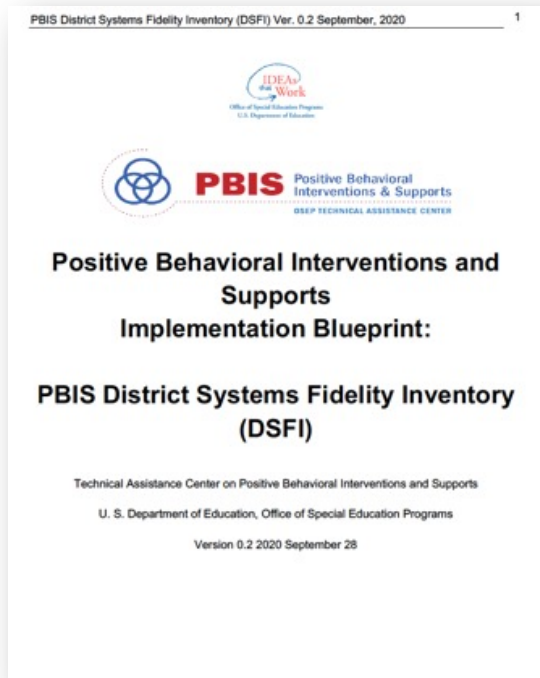 PBIS District Systems Fidelity Inventory (DSFI) Ver. 0.2 September, 2020 1
IDEAs
that
Work
Office of Special Education Programs
U.S. Department of Education
PBIS Positive Behavioral
Interventions & Supports
OSEP TECHNICAL ASSISTANCE CENTER
Positive Behavioral Interventions and
Supports
Implementation Blueprint:
PBIS District Systems Fidelity Inventory
(DSFI)
Technical Assistance Center on Positive Behavioral Interventions and Supports
U. S. Department of Education, Office of Special Education Programs
Version 0.2 2020 September 28